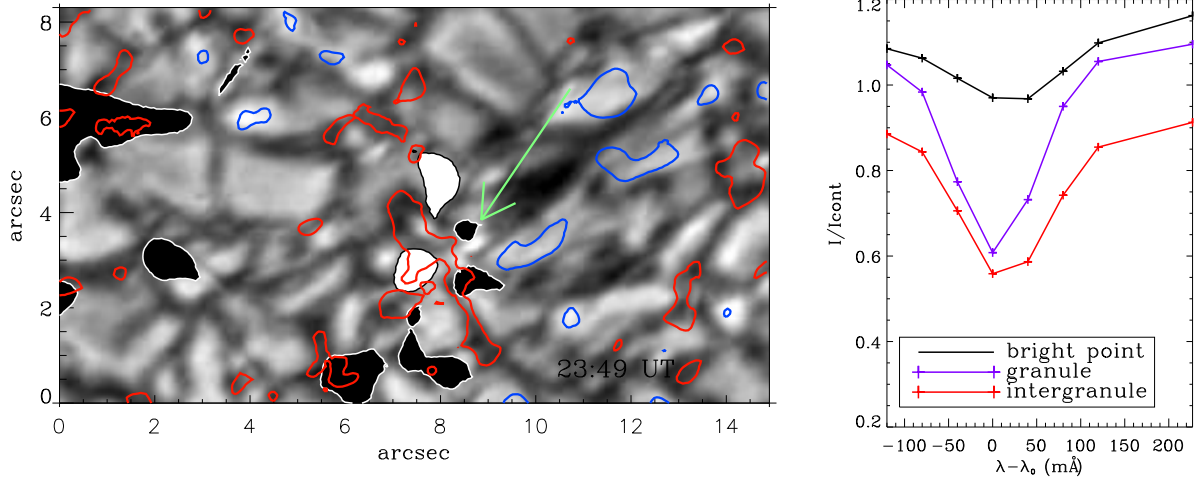 8
6
4
2
0
arcsec
23:49 UT
0 2 4 6 8 10 12 14
arcsec
1.2
1.0
0.8
0.6
0.4
0.2
I/Icont
bright point
granule
intergranule
-100 -50 0 50 100 150 200
λ-λ₀ (mÅ)